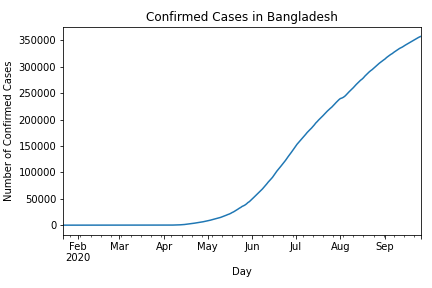 Confirmed Cases in Bangladesh
350000
300000
250000
200000
150000
100000
50000
0
Number of Confirmed Cases
Feb Mar Apr May Jun Jul Aug Sep
2020
Day